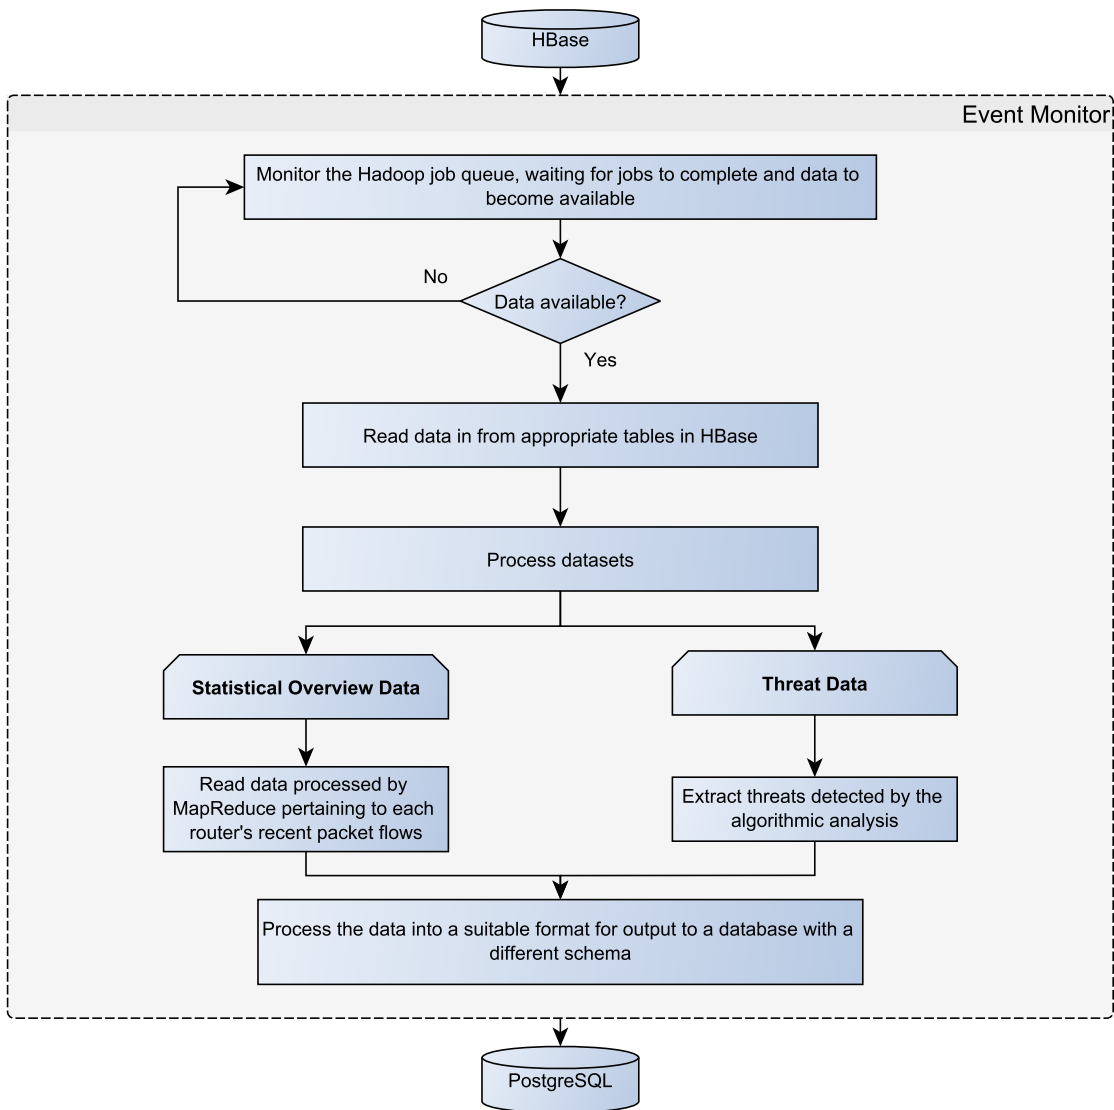 HBase
Event Monitor
Monitor the Hadoop job queue, waiting for jobs to complete and data to
become available
No
Data available?
Yes
Read data in from appropriate tables in HBase
Process datasets
Statistical Overview Data
Threat Data
Read data processed by
MapReduce pertaining to each
router's recent packet flows
Extract threats detected by the
algorithmic analysis
Process the data into a suitable format for output to a database with a
different schema
PostgreSQL